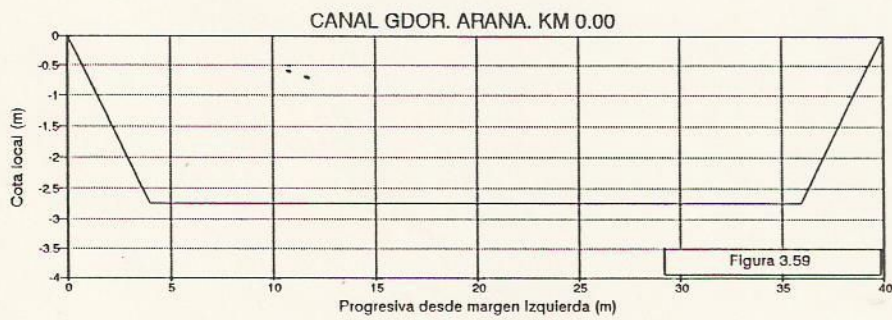 CANAL GDOR. ARANA. KM 0.00
Cota local (m)
0
-0.5
-1
-1.5
-2
-2.5
-3
-3.5
-4
Figura 3.59
0 5 10 15 20 25 30 35 40
Progresiva desde margen Izquierda (m)